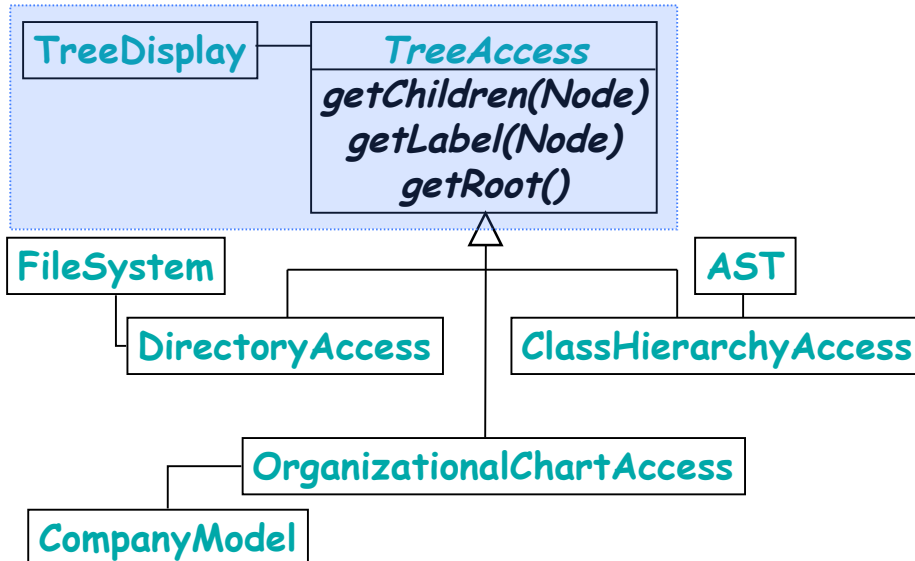 TreeDisplay
TreeAccess
getChildren(Node)
getLabel(Node)
getRoot()
FileSystem
AST
DirectoryAccess
ClassHierarchyAccess
OrganizationalChartAccess
CompanyModel